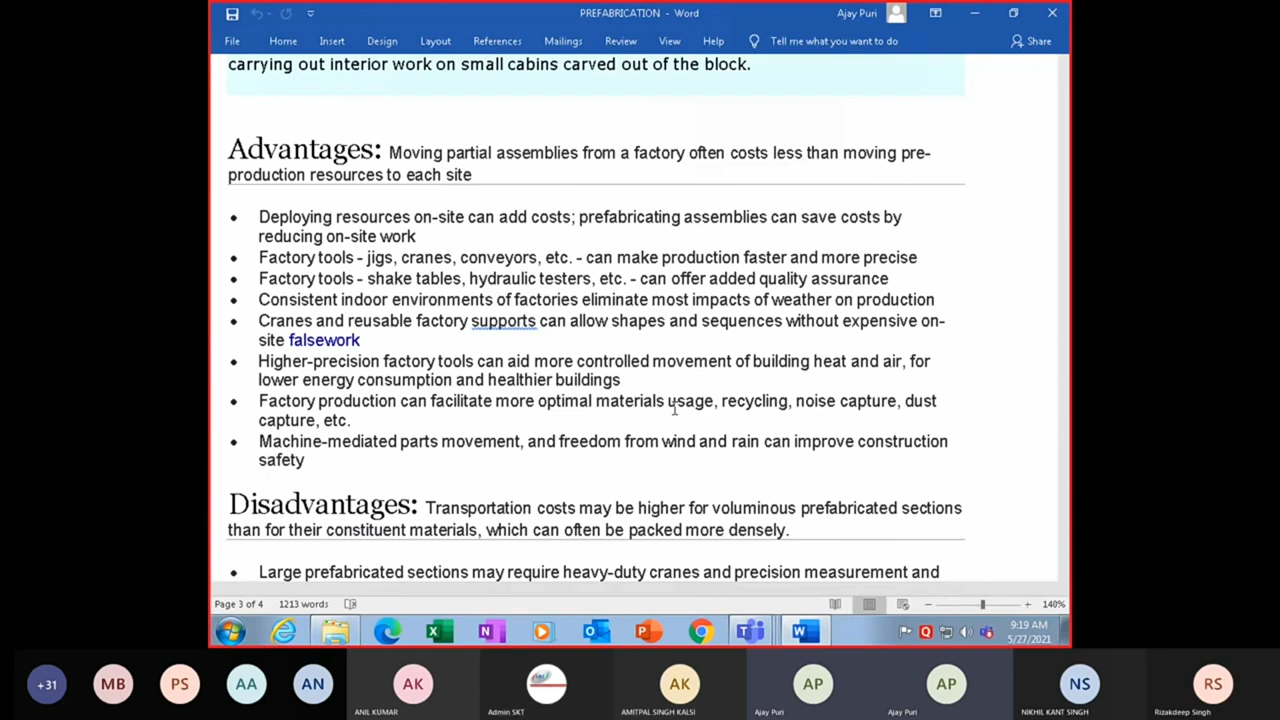 PREFABRICATION - Word
Ajay Puri
File Home Insert Design Layout References Mailings Review View Help Tell me what you want to do Share
carrying out interior work on small cabins carved out of the block.
Advantages: Moving partial assemblies from a factory often costs less than moving pre-
production resources to each site
• Deploying resources on-site can add costs; prefabricating assemblies can save costs by
reducing on-site work
• Factory tools - jigs, cranes, conveyors, etc. - can make production faster and more precise
• Factory tools - shake tables, hydraulic testers, etc. - can offer added quality assurance
• Consistent indoor environments of factories eliminate most impacts of weather on production
• Cranes and reusable factory supports can allow shapes and sequences without expensive on-
site falsework
• Higher-precision factory tools can aid more controlled movement of building heat and air, for
lower energy consumption and healthier buildings
• Factory production can facilitate more optimal materials usage, recycling, noise capture, dust
capture, etc.
• Machine-mediated parts movement, and freedom from wind and rain can improve construction
safety
Disadvantages: Transportation costs may be higher for voluminous prefabricated sections
than for their constituent materials, which can often be packed more densely.
• Large prefabricated sections may require heavy-duty cranes and precision measurement and
Page 3 of 4 1213 words 140%
9:19 AM
5/27/2021
+31 MB PS AA AN AK AK AP AP NS RS
ANIL KUMAR Admin SKT AMITPAL SINGH KALSI Ajay Puri Ajay Puri NIKHIL KANT SINGH Rizakdeep Singh